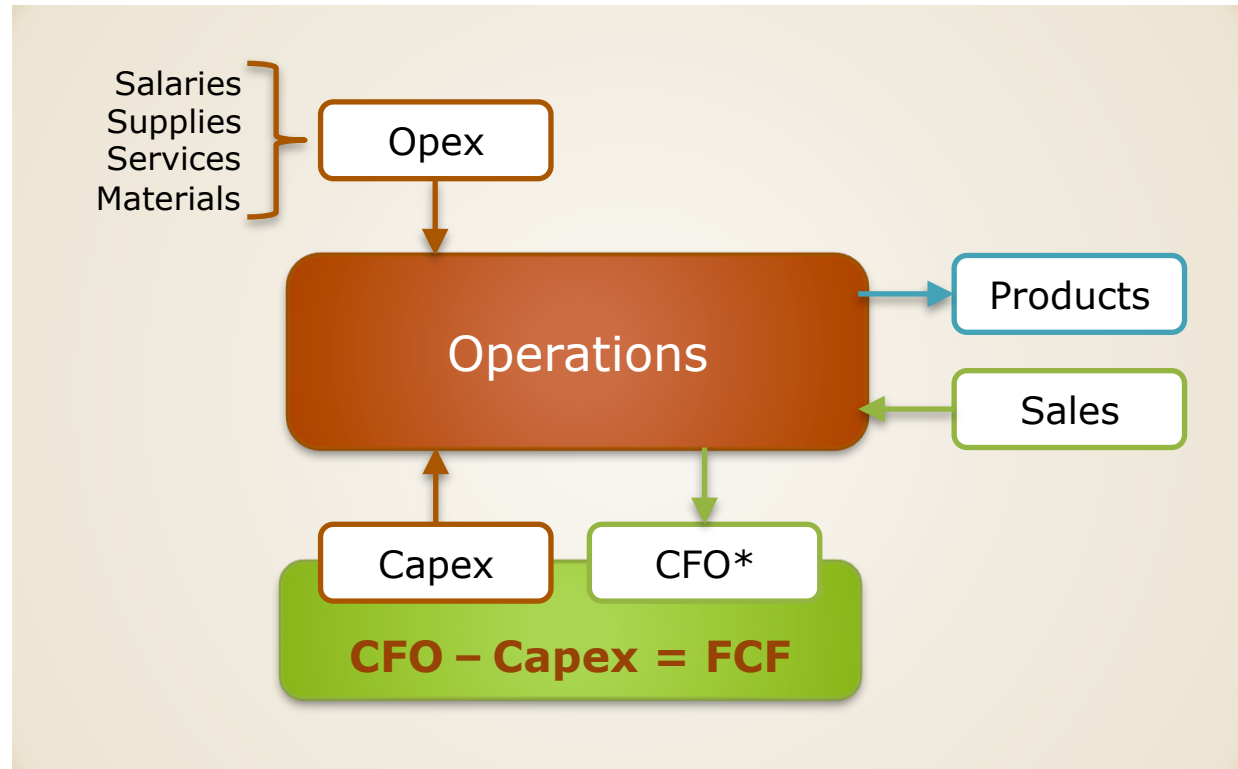 Salaries
Supplies
Services
Materials
Opex
Operations
Products
Sales
Capex
CFO*
CFO – Capex = FCF